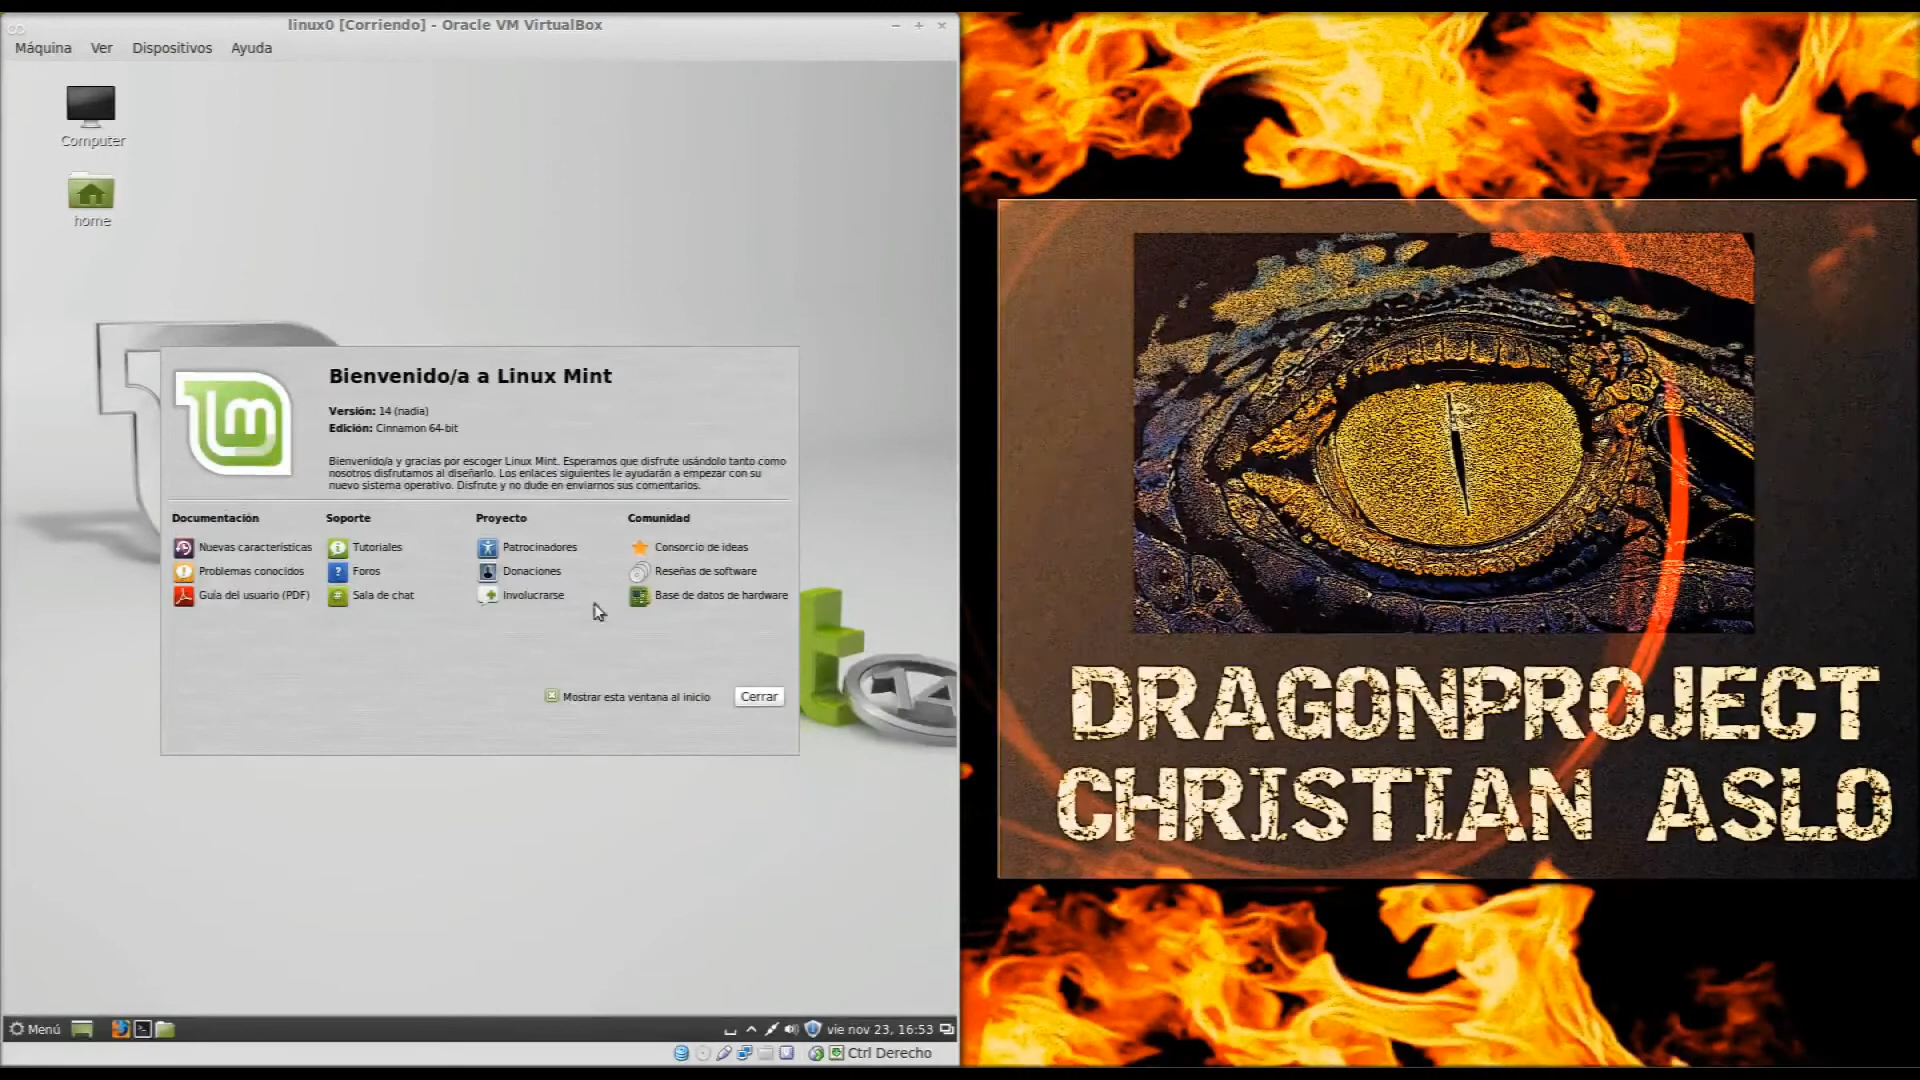 linux0 [Corriendo] - Oracle VM VirtualBox
Máquina Ver Dispositivos Ayuda
Computer
home
Bienvenido/a a Linux Mint
Versión: 14 (nadia)
Edición: Cinnamon 64-bit
Bienvenido/a y gracias por escoger Linux Mint. Esperamos que disfrute usándolo tanto como
nosotros disfrutamos al diseñarlo. Los enlaces siguientes le ayudarán a empezar con su
nuevo sistema operativo. Disfrute y no dude en enviarnos sus comentarios.
Documentación Soporte Proyecto Comunidad
Nuevas características Tutoriales Patrocinadores Consorcio de ideas
Problemas conocidos Foros Donaciones Reseñas de software
Guía del usuario (PDF) Sala de chat Involucrarse Base de datos de hardware
Mostrar esta ventana al inicio Cerrar
14
Menú vie nov 23, 16:53
Ctrl Derecho
DRAGONPROJECT
CHRISTIAN ASLO